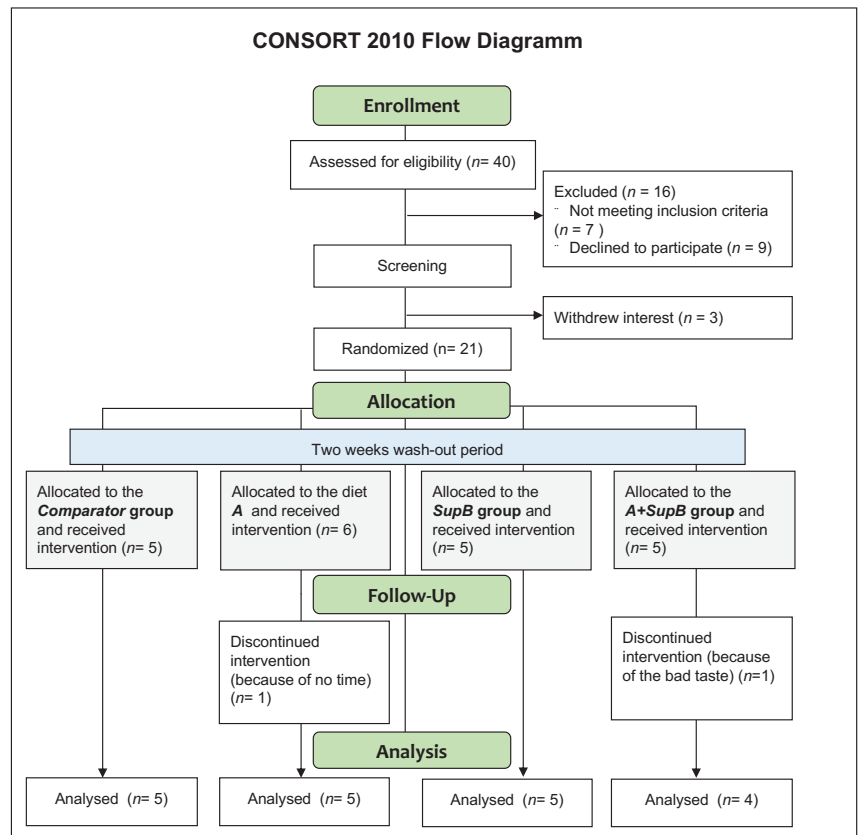 CONSORT 2010 Flow Diagramm
Enrollment
Assessed for eligibility (n= 40)
Excluded (n = 16)
¨ Not meeting inclusion criteria
(n = 7 )
¨ Declined to participate (n = 9)
Screening
Withdrew interest (n = 3)
Randomized (n= 21)
Allocation
Two weeks wash-out period
Allocated to the
Comparator group
and received
intervention (n= 5)
Allocated to the diet
A and received
intervention (n= 6)
Allocated to the
SupB group and
received intervention
(n= 5)
Allocated to the
A+SupB group and
received intervention
(n= 5)
Follow-Up
Discontinued
intervention
(because of no time)
(n= 1)
Discontinued
intervention (because
of the bad taste) (n=1)
Analysis
Analysed (n= 5)
Analysed (n= 5)
Analysed (n= 5)
Analysed (n= 4)